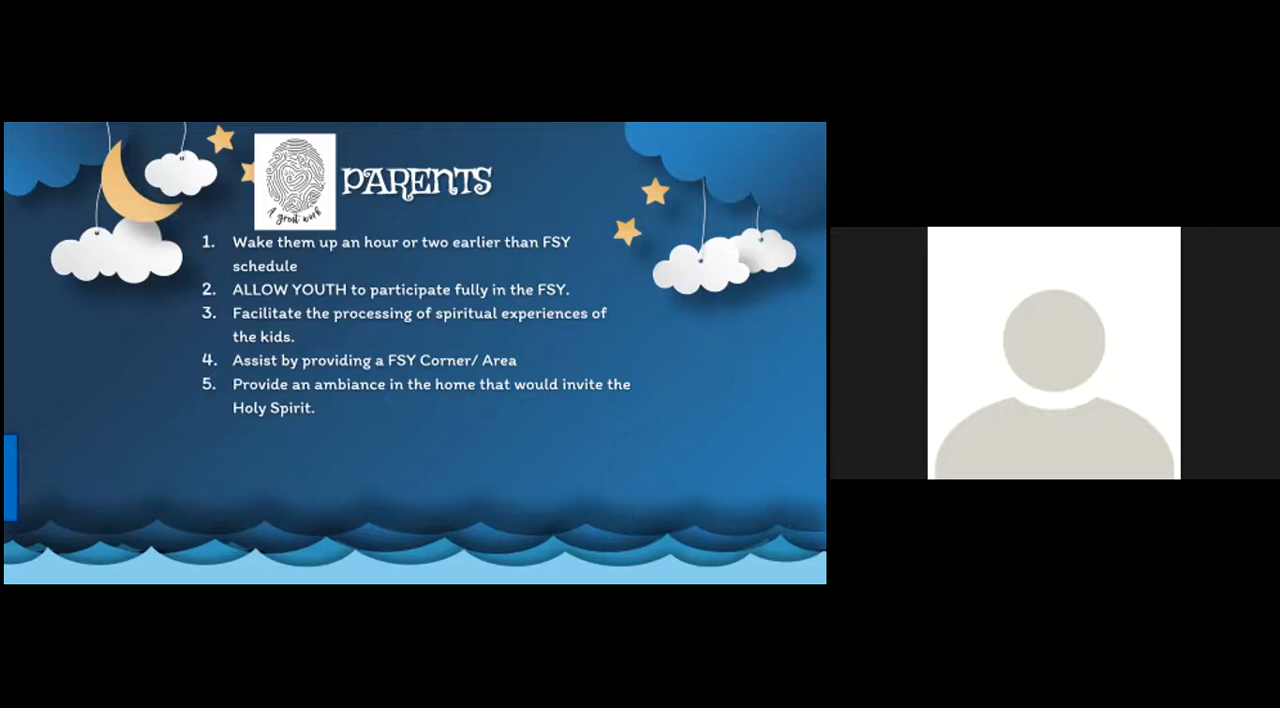 PARENTS
A great work
1. Wake them up an hour or two earlier than FSY
schedule
2. ALLOW YOUTH to participate fully in the FSY.
3. Facilitate the processing of spiritual experiences of
the kids.
4. Assist by providing a FSY Corner/ Area
5. Provide an ambiance in the home that would invite the
Holy Spirit.